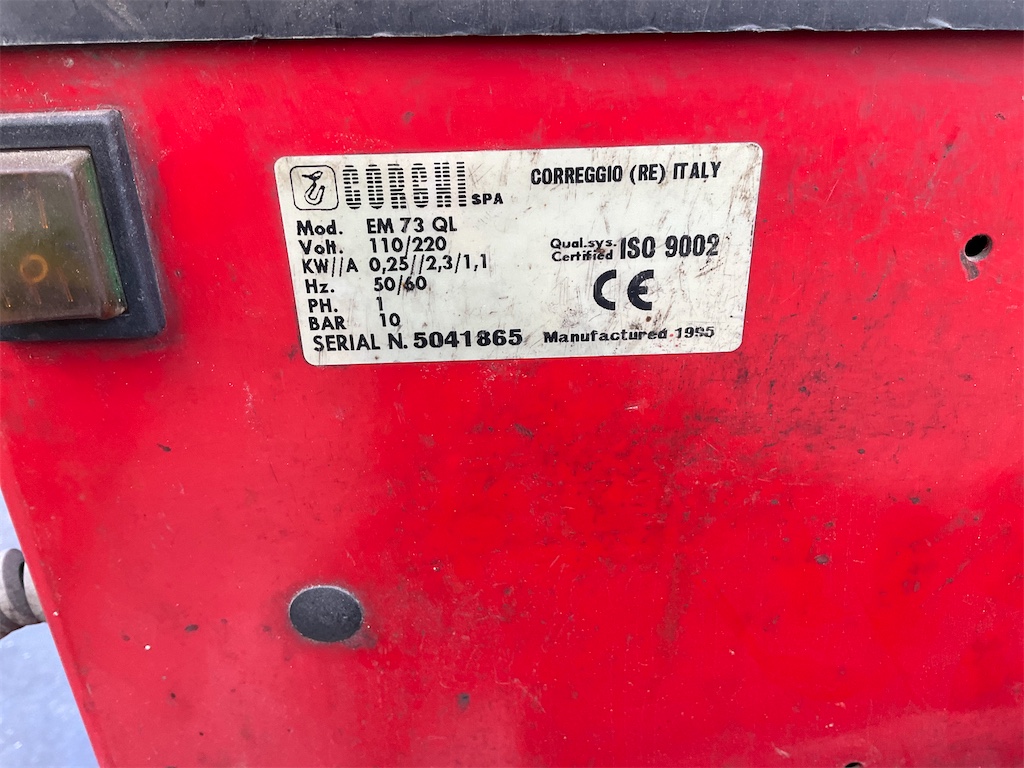 CORGHI SPA CORREGGIO (RE) ITALY
Mod. EM 73 QL
Volt. 110/220
KW//A 0,25//2,3/1,1
Hz. 50/60
PH. 1
BAR 10
SERIAL N. 5041865
Qual.sys. Certified ISO 9002
CE
Manufactured 1995